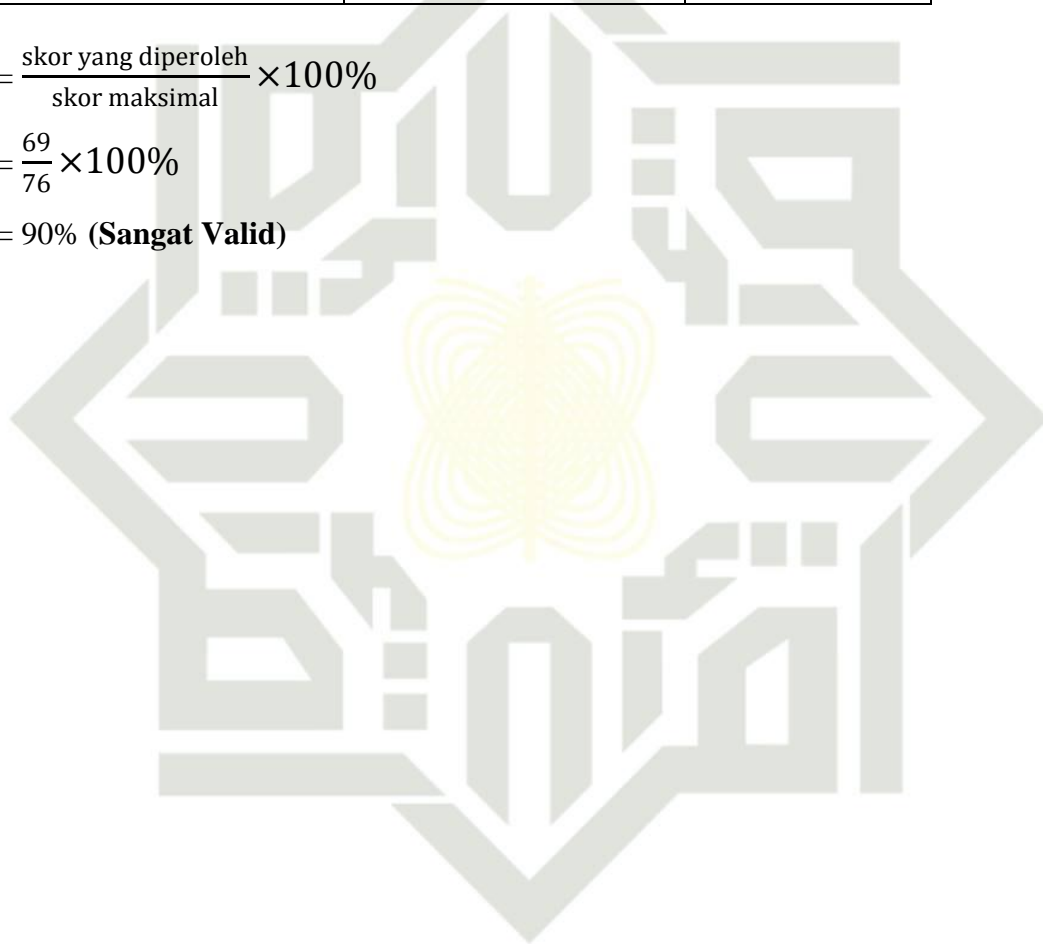 = skor yang diperoleh / skor maksimal ×100%
= 69/76 ×100%
= 90% (Sangat Valid)